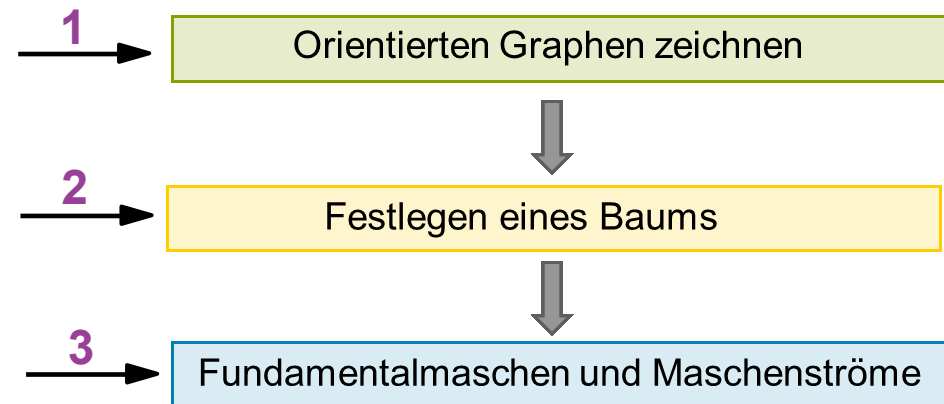 1
Orientierten Graphen zeichnen
2
Festlegen eines Baums
3
Fundamentalmaschen und Maschenströme